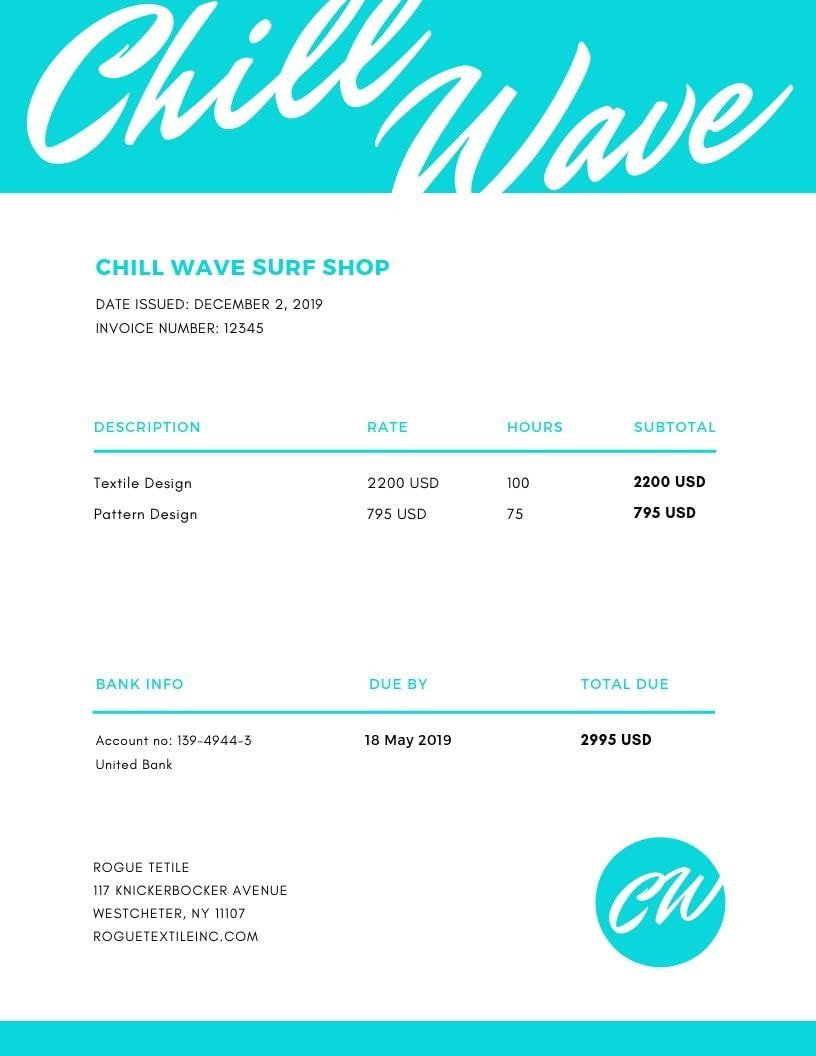 Chill
Wave
CHILL WAVE SURF SHOP
DATE ISSUED: DECEMBER 2, 2019
INVOICE NUMBER: 12345
DESCRIPTION RATE HOURS SUBTOTAL
Textile Design 2200 USD 100 2200 USD
Pattern Design 795 USD 75 795 USD
BANK INFO DUE BY TOTAL DUE
Account no: 139-4944-3 18 May 2019 2995 USD
United Bank
ROGUE TETILE
117 KNICKERBOCKER AVENUE
WESTCHETER, NY 11107
ROGUETEXTILEINC.COM
CW